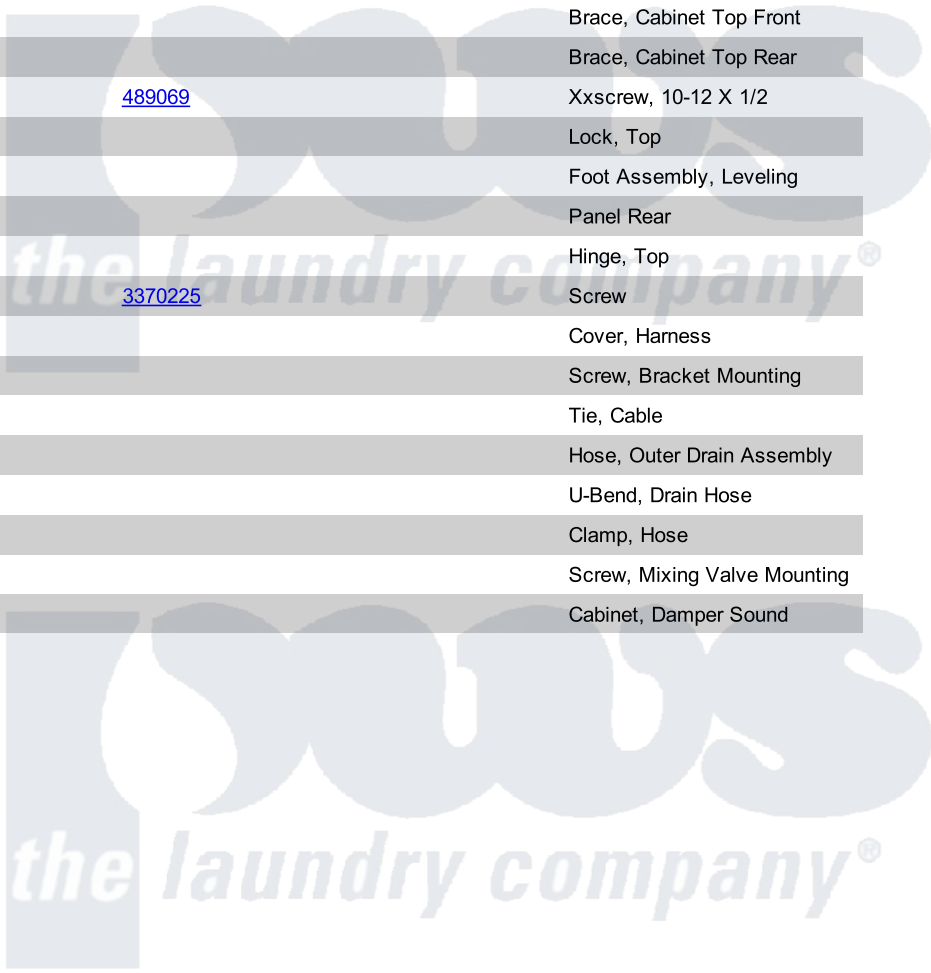 Brace, Cabinet Top Front
Brace, Cabinet Top Rear
489069 Xxscrew, 10-12 X 1/2
Lock, Top
Foot Assembly, Leveling
Panel Rear
Hinge, Top
3370225 Screw
Cover, Harness
Screw, Bracket Mounting
Tie, Cable
Hose, Outer Drain Assembly
U-Bend, Drain Hose
Clamp, Hose
Screw, Mixing Valve Mounting
Cabinet, Damper Sound
pws
the laundry company®
pws
the laundry company®